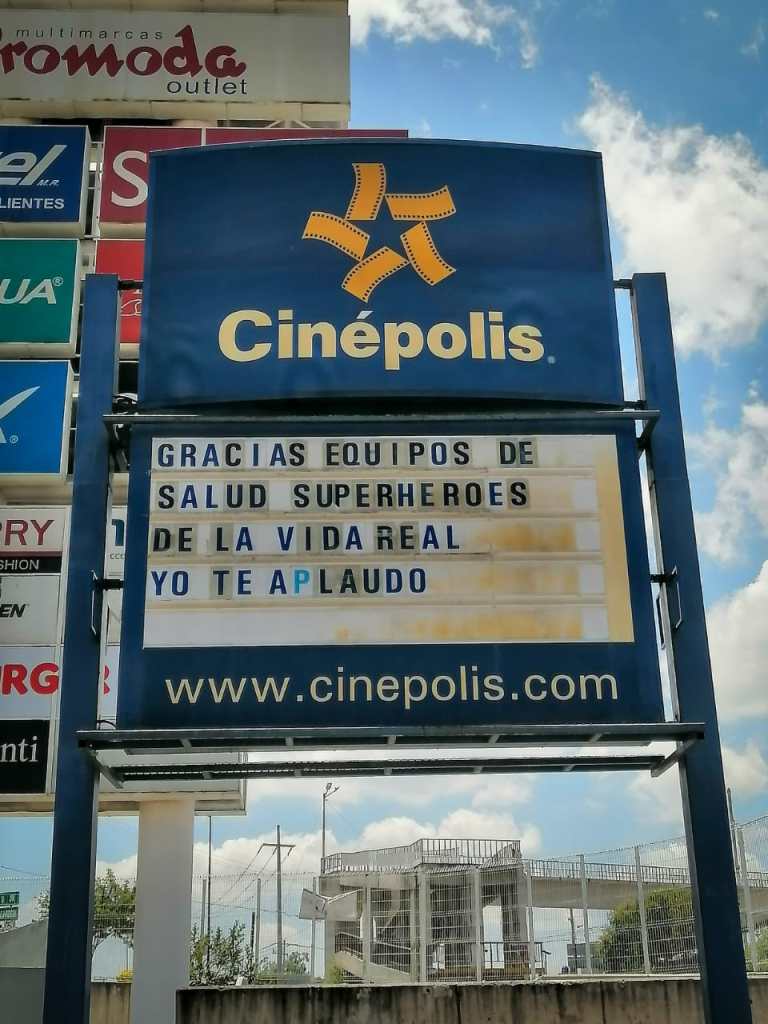 multimarcas
Promoda
outlet
M.R.
Cinépolis
GRACIAS EQUIPOS DE
SALUD SUPERHEROES
DE LA VIDA REAL
YO TE APLAUDO
www.cinepolis.com